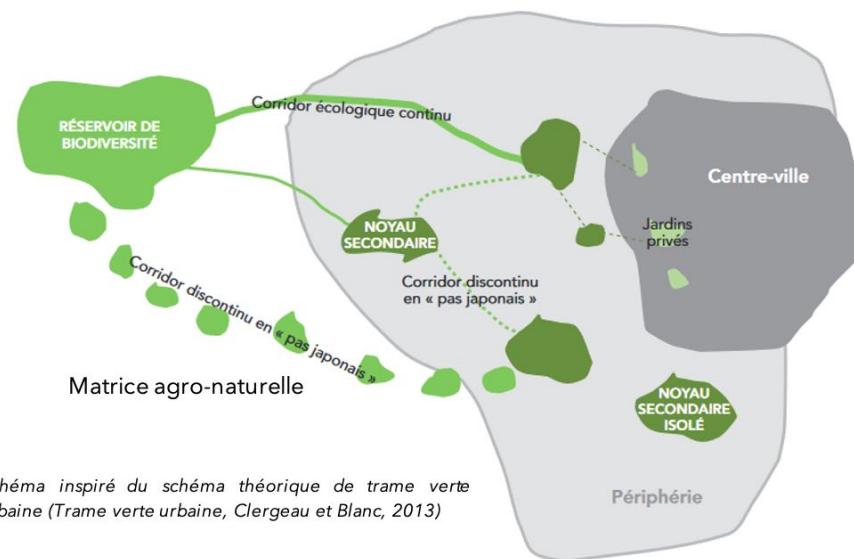 Corridor écologique continu
RÉSERVOIR DE
BIODIVERSITÉ
Centre-ville
NOYAU
SECONDAIRE
Jardins
privés
Corridor discontinu
en « pas japonais »
Corridor discontinu en « pas japonais »
Matrice agro-naturelle
NOYAU
SECONDAIRE
ISOLÉ
Périphérie
héma inspiré du schéma théorique de trame verte
baine (Trame verte urbaine, Clergeau et Blanc, 2013)